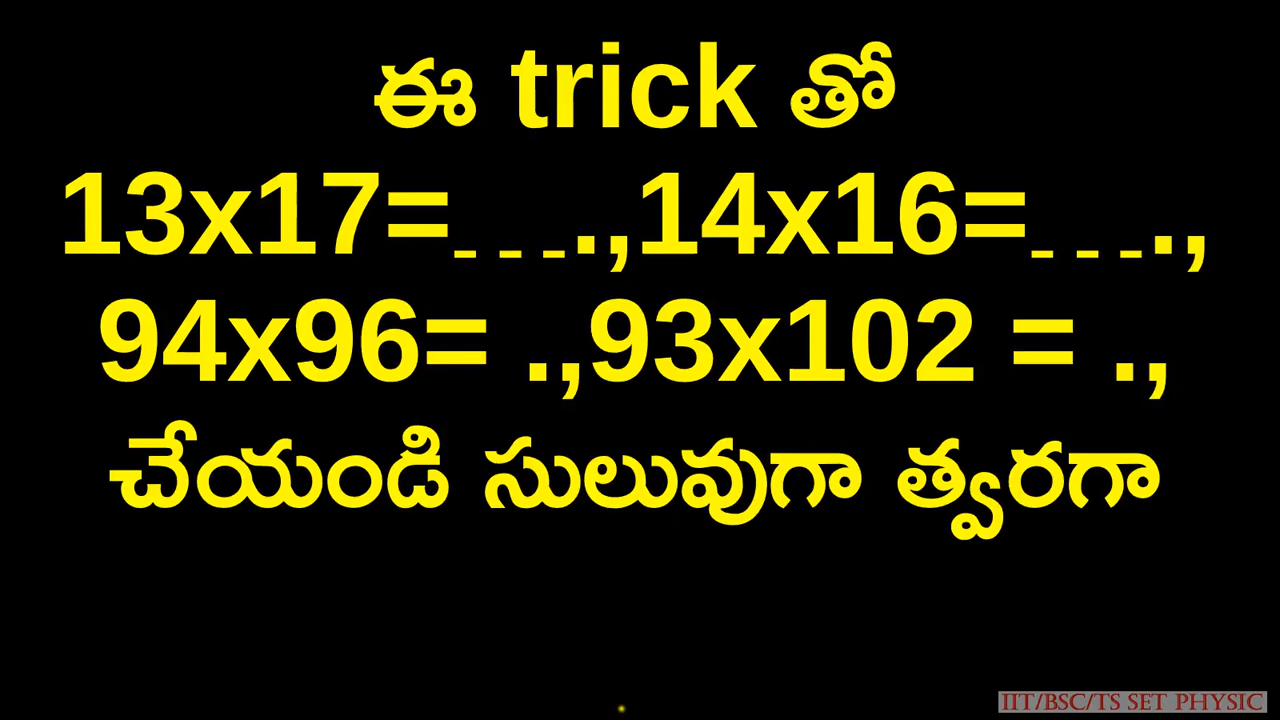 ఈ trick తో
13x17=_ _ _.,14x16=_ _ _.,
94x96= .,93x102 = .,
చేయండి సులువుగా త్వరగా
IIT/BSC/TS SET PHYSIC